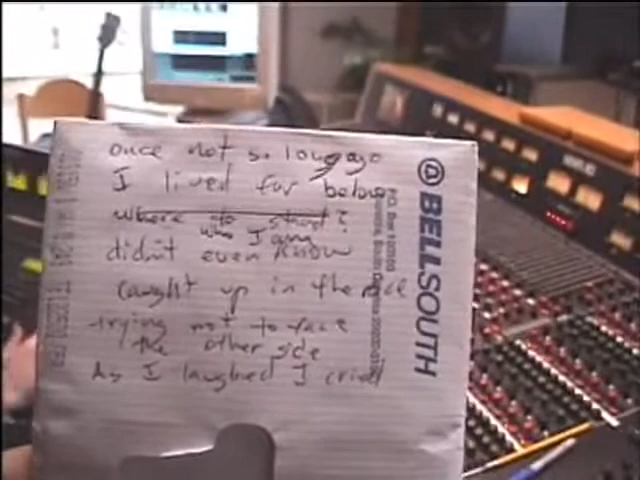 once not so long ago
I lived for below
where to start?
who I am
didn't even know
caught up in the race
trying not to face
the other side
As I laughed I cried
BELLSOUTH